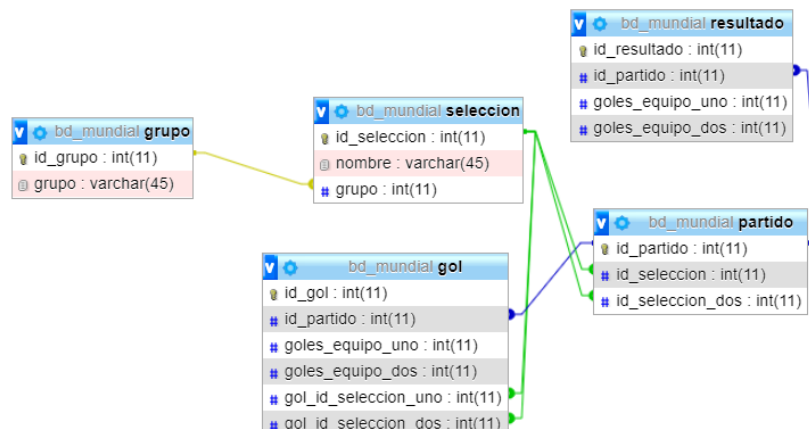 bd_mundial resultado
id_resultado : int(11)
# id_partido : int(11)
# goles_equipo_uno : int(11)
# goles_equipo_dos : int(11)
v bd_mundial grupo
id_grupo : int(11)
grupo : varchar(45)
v bd_mundial seleccion
id_seleccion : int(11)
nombre : varchar(45)
# grupo : int(11)
v bd_mundial partido
id_partido : int(11)
# id_seleccion : int(11)
# id_seleccion_dos : int(11)
v bd_mundial gol
id_gol : int(11)
# id_partido : int(11)
# goles_equipo_uno : int(11)
# goles_equipo_dos : int(11)
# gol_id_seleccion_uno : int(11)
# gol_id_seleccion_dos : int(11)